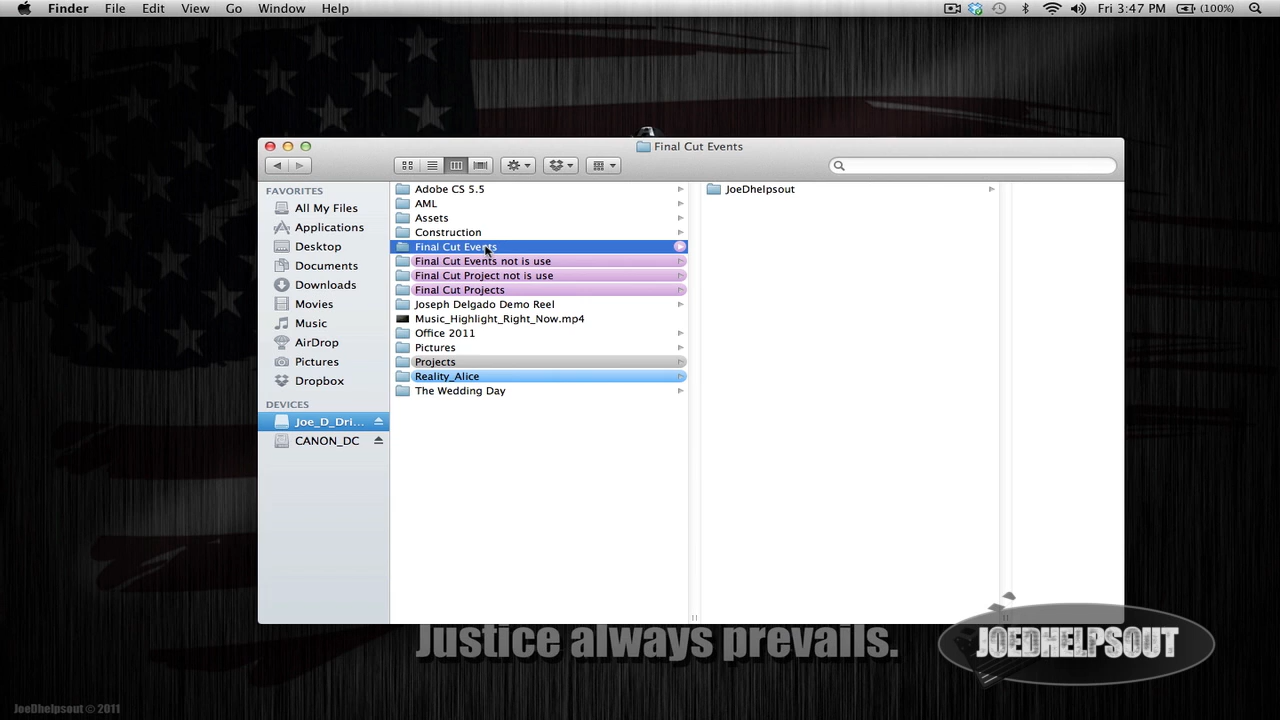 Finder File Edit View Go Window Help Fri 3:47 PM (100%)
Final Cut Events
FAVORITES
All My Files
Applications
Desktop
Documents
Downloads
Movies
Music
AirDrop
Pictures
Dropbox
DEVICES
Joe_D_Dri...
CANON_DC
Adobe CS 5.5
AML
Assets
Construction
Final Cut Events
Final Cut Events not is use
Final Cut Project not is use
Final Cut Projects
Joseph Delgado Demo Reel
Music_Highlight_Right_Now.mp4
Office 2011
Pictures
Projects
Reality_Alice
The Wedding Day
JoeDhelpsout
Justice always prevails.
JOEDHELPSOUT
JoeDhelpsout © 2011